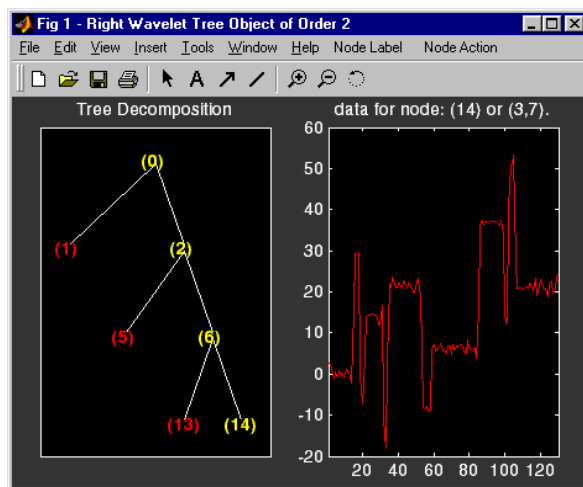 Fig 1 - Right Wavelet Tree Object of Order 2
File Edit View Insert Tools Window Help Node Label Node Action
A
Tree Decomposition
data for node: (14) or (3,7).
(0)
(1)
(2)
(5)
(6)
(13)
(14)
60
50
40
30
20
10
0
-10
-20
20 40 60 80 100 120